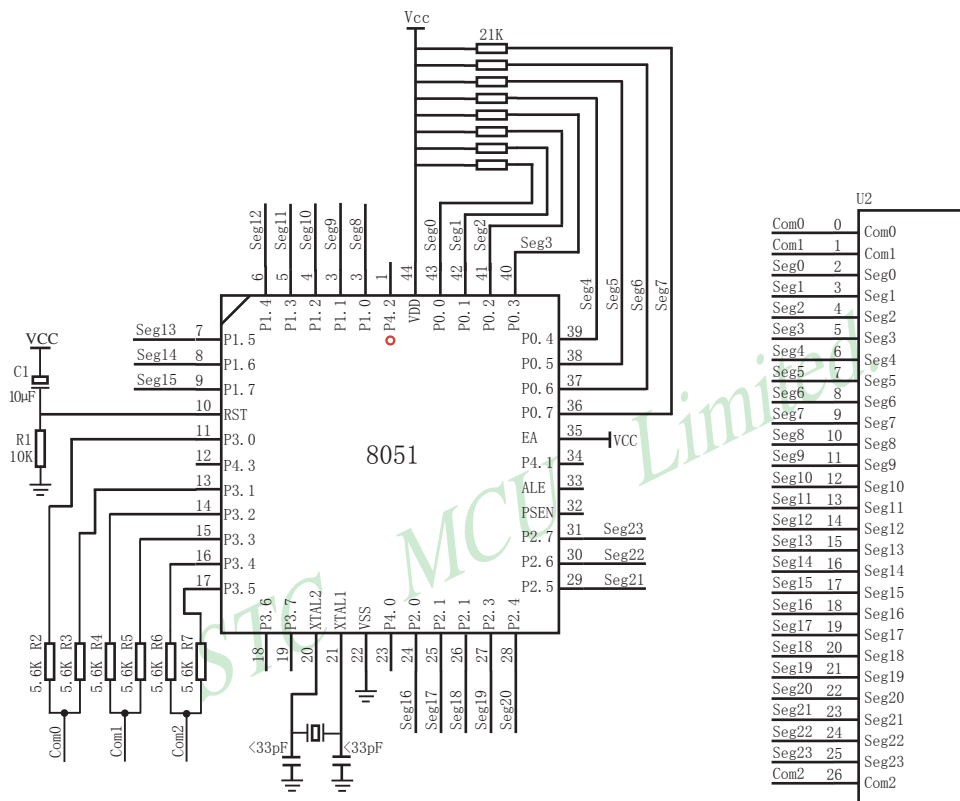 Vcc
21K
Seg12
Seg11
Seg10
Seg9
Seg8
Seg0
Seg1
Seg2
Seg3
Seg4
Seg5
Seg6
Seg7
6
5
4
3
3
1
44
43
42
41
40
P1.4
P1.3
P1.2
P1.1
P1.0
P4.2
VDD
P0.0
P0.1
P0.2
P0.3
Seg13 7 P1.5
Seg14 8 P1.6
Seg15 9 P1.7
10 RST
11 P3.0
12 P4.3
13 P3.1
14 P3.2
15 P3.3
16 P3.4
17 P3.5
VCC
C1
10μF
R1
10K
8051
P0.4 39
P0.5 38
P0.6 37
P0.7 36
EA 35 VCC
P4.1 34
ALE 33
PSEN 32
P2.7 31 Seg23
P2.6 30 Seg22
P2.5 29 Seg21
P3.6
P3.7
XTAL2
XTAL1
VSS
P4.0
P2.0
P2.1
P2.1
P2.3
P2.4
18
19
20
21
22
23
24
25
26
27
28
Seg16
Seg17
Seg18
Seg19
Seg20
5.6K R2
5.6K R3
5.6K R4
5.6K R5
5.6K R6
5.6K R7
Com0
Com1
Com2
<33pF
<33pF
STC MCU Limited.
U2
Com0 0 Com0
Com1 1 Com1
Seg0 2 Seg0
Seg1 3 Seg1
Seg2 4 Seg2
Seg3 5 Seg3
Seg4 6 Seg4
Seg5 7 Seg5
Seg6 8 Seg6
Seg7 9 Seg7
Seg8 10 Seg8
Seg9 11 Seg9
Seg10 12 Seg10
Seg11 13 Seg11
Seg12 14 Seg12
Seg13 15 Seg13
Seg14 16 Seg14
Seg15 17 Seg15
Seg16 18 Seg16
Seg17 19 Seg17
Seg18 20 Seg18
Seg19 21 Seg19
Seg20 22 Seg20
Seg21 23 Seg21
Seg22 24 Seg22
Seg23 25 Seg23
Com2 26 Com2